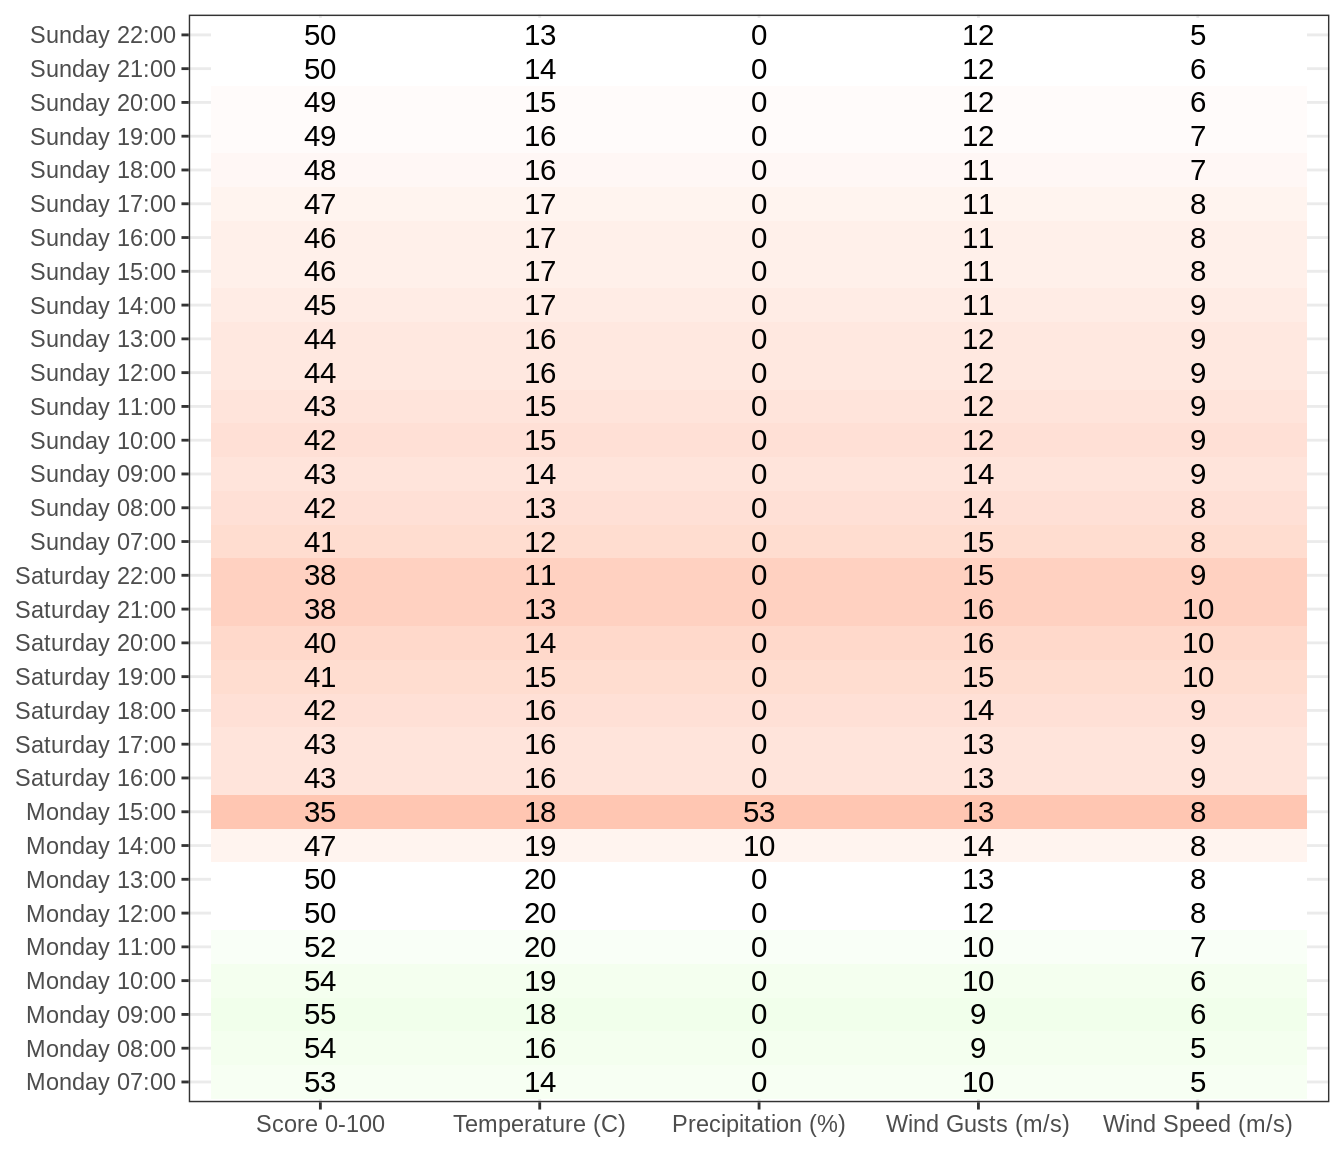 Sunday 22:00 50 13 0 12 5
Sunday 21:00 50 14 0 12 6
Sunday 20:00 49 15 0 12 6
Sunday 19:00 49 16 0 12 7
Sunday 18:00 48 16 0 11 7
Sunday 17:00 47 17 0 11 8
Sunday 16:00 46 17 0 11 8
Sunday 15:00 46 17 0 11 8
Sunday 14:00 45 17 0 11 9
Sunday 13:00 44 16 0 12 9
Sunday 12:00 44 16 0 12 9
Sunday 11:00 43 15 0 12 9
Sunday 10:00 42 15 0 12 9
Sunday 09:00 43 14 0 14 9
Sunday 08:00 42 13 0 14 8
Sunday 07:00 41 12 0 15 8
Saturday 22:00 38 11 0 15 9
Saturday 21:00 38 13 0 16 10
Saturday 20:00 40 14 0 16 10
Saturday 19:00 41 15 0 15 10
Saturday 18:00 42 16 0 14 9
Saturday 17:00 43 16 0 13 9
Saturday 16:00 43 16 0 13 9
Monday 15:00 35 18 53 13 8
Monday 14:00 47 19 10 14 8
Monday 13:00 50 20 0 13 8
Monday 12:00 50 20 0 12 8
Monday 11:00 52 20 0 10 7
Monday 10:00 54 19 0 10 6
Monday 09:00 55 18 0 9 6
Monday 08:00 54 16 0 9 5
Monday 07:00 53 14 0 10 5
Score 0-100 Temperature (C) Precipitation (%) Wind Gusts (m/s) Wind Speed (m/s)